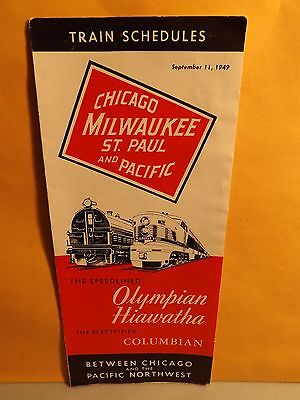 TRAIN SCHEDULES
September 11, 1949
CHICAGO
MILWAUKEE
ST. PAUL
AND PACIFIC
THE SPEEDLINED
Olympian
Hiawatha
THE ELECTRIFIED
COLUMBIAN
BETWEEN CHICAGO
AND THE
PACIFIC NORTHWEST